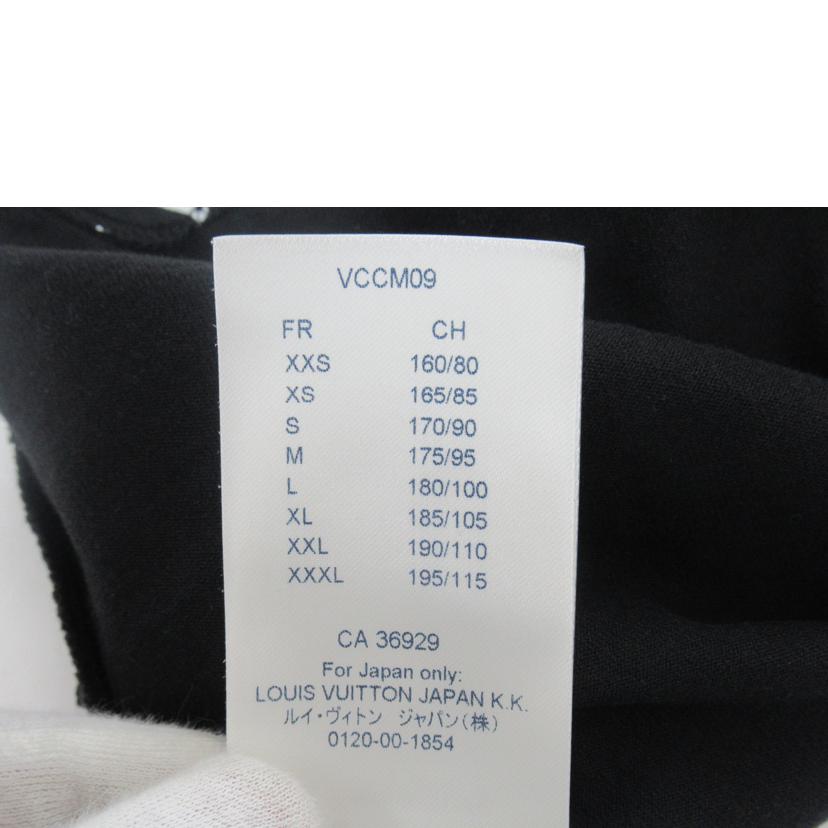 VCCM09
FR CH
XXS 160/80
XS 165/85
S 170/90
M 175/95
L 180/100
XL 185/105
XXL 190/110
XXXL 195/115
CA 36929
For Japan only:
LOUIS VUITTON JAPAN K.K.
ルイ・ヴィトン ジャパン(株)
0120-00-1854